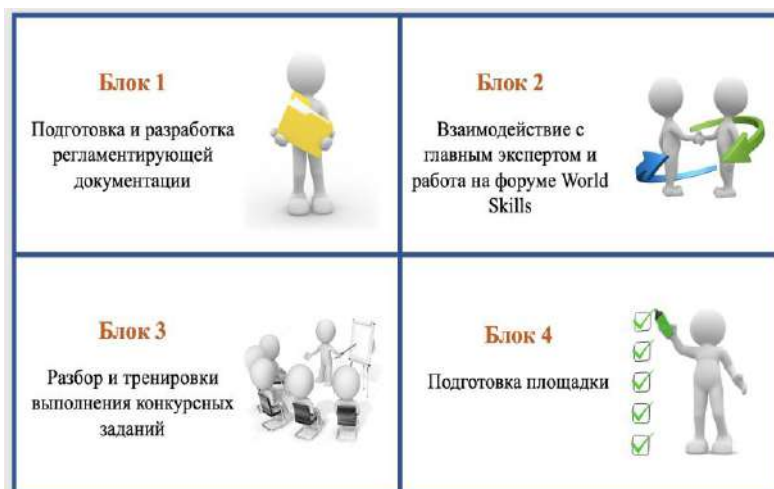 Блок 1
Подготовка и разработка
регламентирующей
документации
Блок 2
Взаимодействие с
главным экспертом и
работа на форуме World
Skills
Блок 3
Разбор и тренировки
выполнения конкурсных
заданий
Блок 4
Подготовка площадки